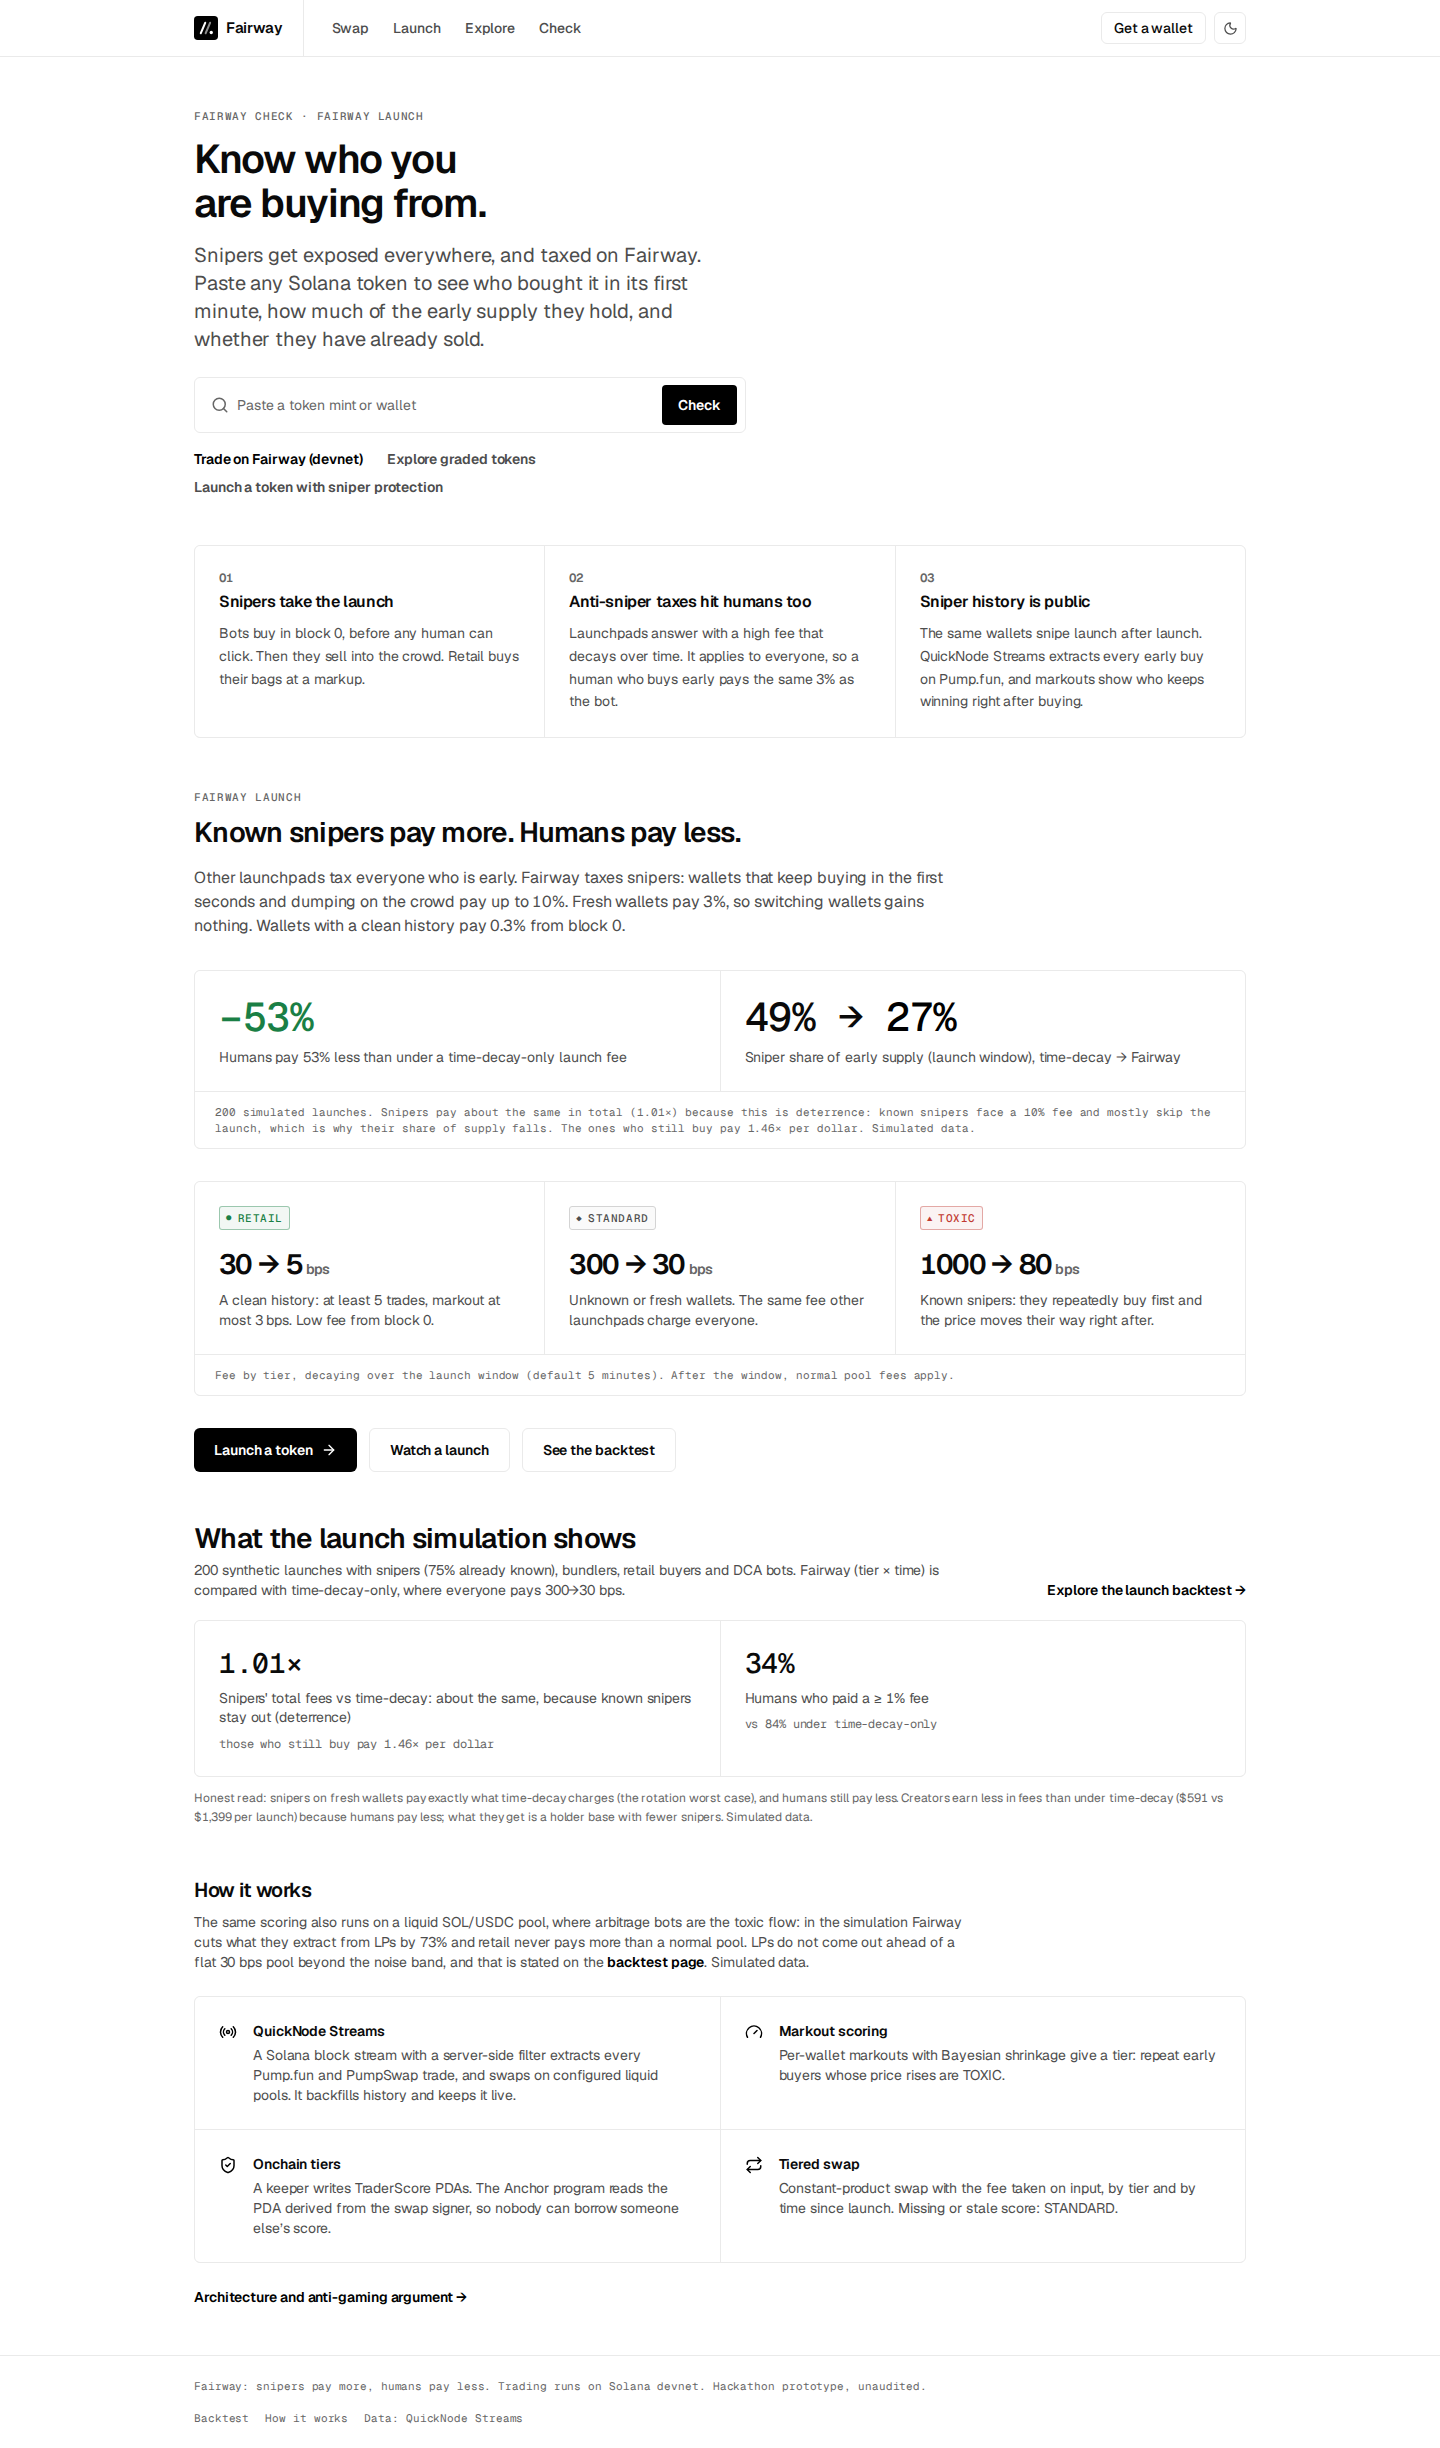 Fairway
Swap
Launch
Explore
Check
Get a wallet
FAIRWAY CHECK · FAIRWAY LAUNCH
Know who you
are buying from.
Snipers get exposed everywhere, and taxed on Fairway.
Paste any Solana token to see who bought it in its first
minute, how much of the early supply they hold, and
whether they have already sold.
Paste a token mint or wallet
Check
Trade on Fairway (devnet)
Explore graded tokens
Launch a token with sniper protection
01
Snipers take the launch
Bots buy in block 0, before any human can
click. Then they sell into the crowd. Retail buys
their bags at a markup.
02
Anti-sniper taxes hit humans too
Launchpads answer with a high fee that
decays over time. It applies to everyone, so a
human who buys early pays the same 3% as
the bot.
03
Sniper history is public
The same wallets snipe launch after launch.
QuickNode Streams extracts every early buy
on Pump.fun, and markouts show who keeps
winning right after buying.
FAIRWAY LAUNCH
Known snipers pay more. Humans pay less.
Other launchpads tax everyone who is early. Fairway taxes snipers: wallets that keep buying in the first
seconds and dumping on the crowd pay up to 10%. Fresh wallets pay 3%, so switching wallets gains
nothing. Wallets with a clean history pay 0.3% from block 0.
−53%
Humans pay 53% less than under a time-decay-only launch fee
49% → 27%
Sniper share of early supply (launch window), time-decay → Fairway
200 simulated launches. Snipers pay about the same in total (1.01×) because this is deterrence: known snipers face a 10% fee and mostly skip the
launch, which is why their share of supply falls. The ones who still buy pay 1.46× per dollar. Simulated data.
● RETAIL
30 → 5 bps
A clean history: at least 5 trades, markout at
most 3 bps. Low fee from block 0.
◆ STANDARD
300 → 30 bps
Unknown or fresh wallets. The same fee other
launchpads charge everyone.
▲ TOXIC
1000 → 80 bps
Known snipers: they repeatedly buy first and
the price moves their way right after.
Fee by tier, decaying over the launch window (default 5 minutes). After the window, normal pool fees apply.
Launch a token →
Watch a launch
See the backtest
What the launch simulation shows
200 synthetic launches with snipers (75% already known), bundlers, retail buyers and DCA bots. Fairway (tier × time) is
compared with time-decay-only, where everyone pays 300→30 bps.
Explore the launch backtest →
1.01×
Snipers' total fees vs time-decay: about the same, because known snipers
stay out (deterrence)
those who still buy pay 1.46× per dollar
34%
Humans who paid a ≥ 1% fee
vs 84% under time-decay-only
Honest read: snipers on fresh wallets pay exactly what time-decay charges (the rotation worst case), and humans still pay less. Creators earn less in fees than under time-decay ($591 vs
$1,399 per launch) because humans pay less; what they get is a holder base with fewer snipers. Simulated data.
How it works
The same scoring also runs on a liquid SOL/USDC pool, where arbitrage bots are the toxic flow: in the simulation Fairway
cuts what they extract from LPs by 73% and retail never pays more than a normal pool. LPs do not come out ahead of a
flat 30 bps pool beyond the noise band, and that is stated on the backtest page. Simulated data.
QuickNode Streams
A Solana block stream with a server-side filter extracts every
Pump.fun and PumpSwap trade, and swaps on configured liquid
pools. It backfills history and keeps it live.
Markout scoring
Per-wallet markouts with Bayesian shrinkage give a tier: repeat early
buyers whose price rises are TOXIC.
Onchain tiers
A keeper writes TraderScore PDAs. The Anchor program reads the
PDA derived from the swap signer, so nobody can borrow someone
else's score.
Tiered swap
Constant-product swap with the fee taken on input, by tier and by
time since launch. Missing or stale score: STANDARD.
Architecture and anti-gaming argument →
Fairway: snipers pay more, humans pay less. Trading runs on Solana devnet. Hackathon prototype, unaudited.
Backtest
How it works
Data: QuickNode Streams